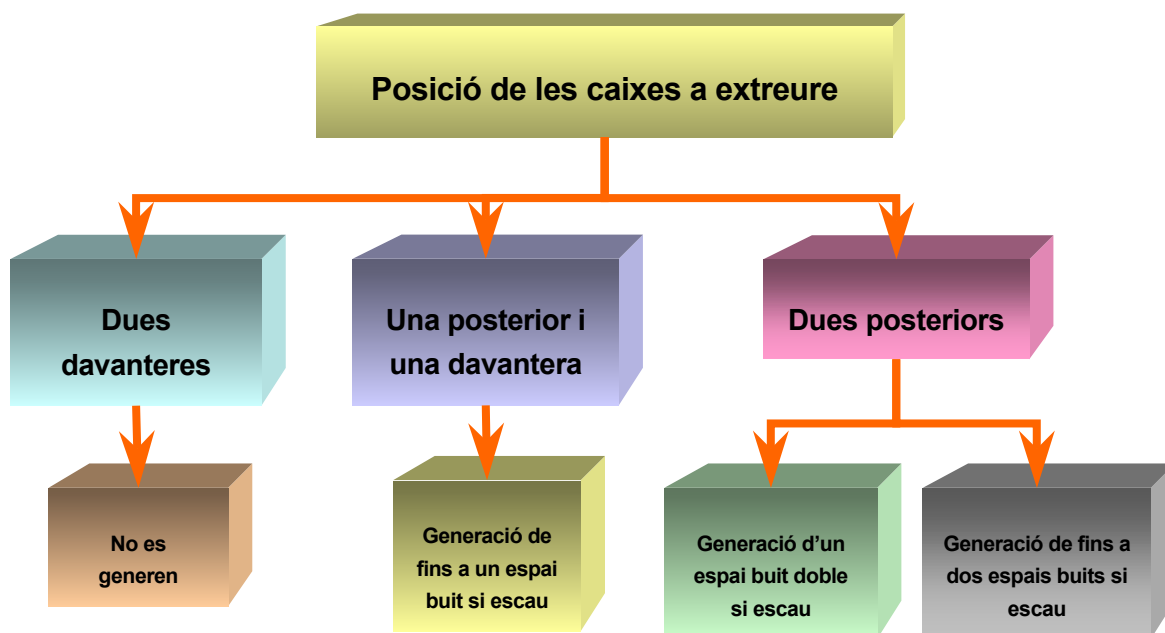 Posició de les caixes a extreure
Dues
davanteres
Una posterior i
una davantera
Dues posteriors
No es
generen
Generació de
fins a un espai
buit si escau
Generació d’un
espai buit doble
si escau
Generació de fins a
dos espais buits si
escau